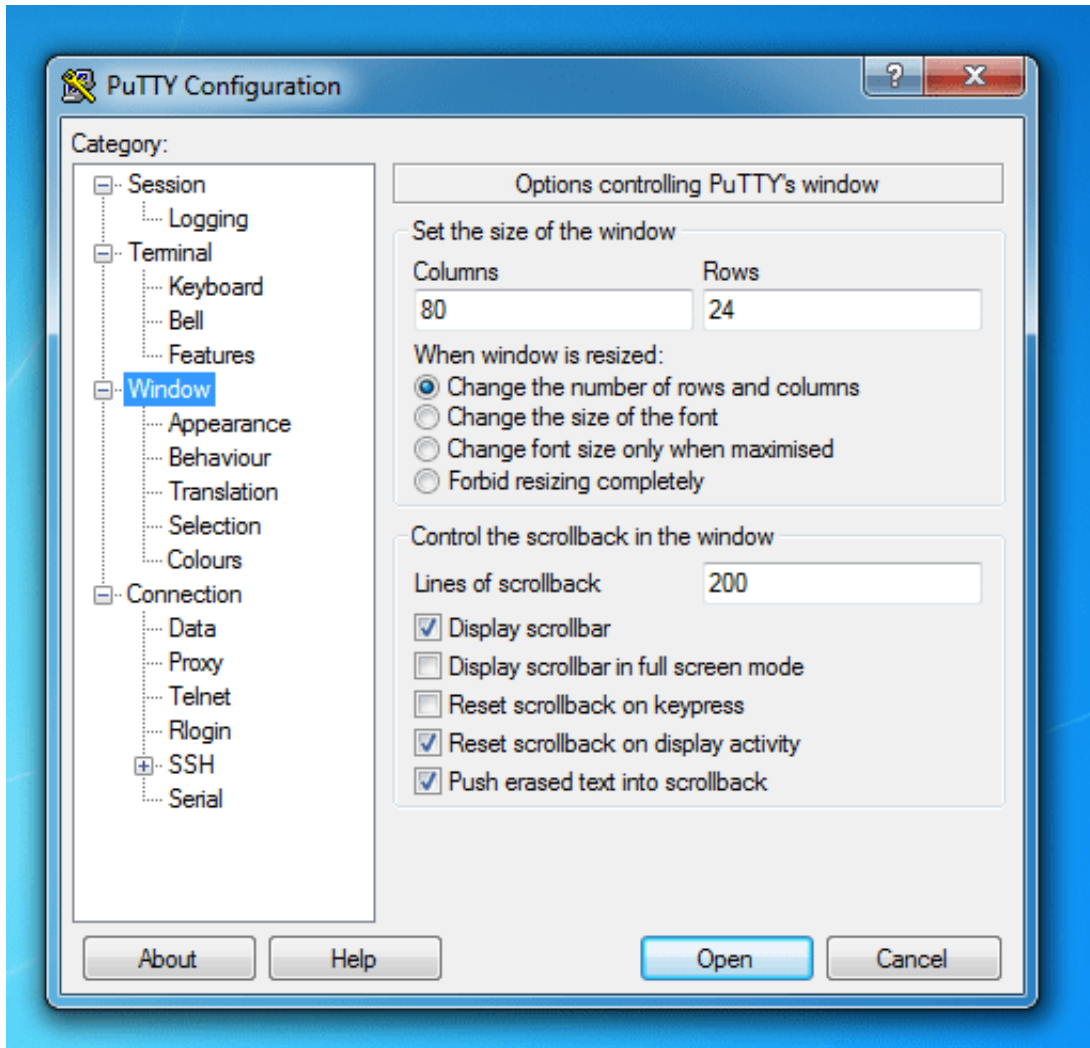 PuTTY Configuration
Category:
Session
Logging
Terminal
Keyboard
Bell
Features
Window
Appearance
Behaviour
Translation
Selection
Colours
Connection
Data
Proxy
Telnet
Rlogin
SSH
Serial
Options controlling PuTTY's window
Set the size of the window
Columns Rows
80 24
When window is resized:
Change the number of rows and columns
Change the size of the font
Change font size only when maximised
Forbid resizing completely
Control the scrollback in the window
Lines of scrollback 200
Display scrollbar
Display scrollbar in full screen mode
Reset scrollback on keypress
Reset scrollback on display activity
Push erased text into scrollback
About Help Open Cancel